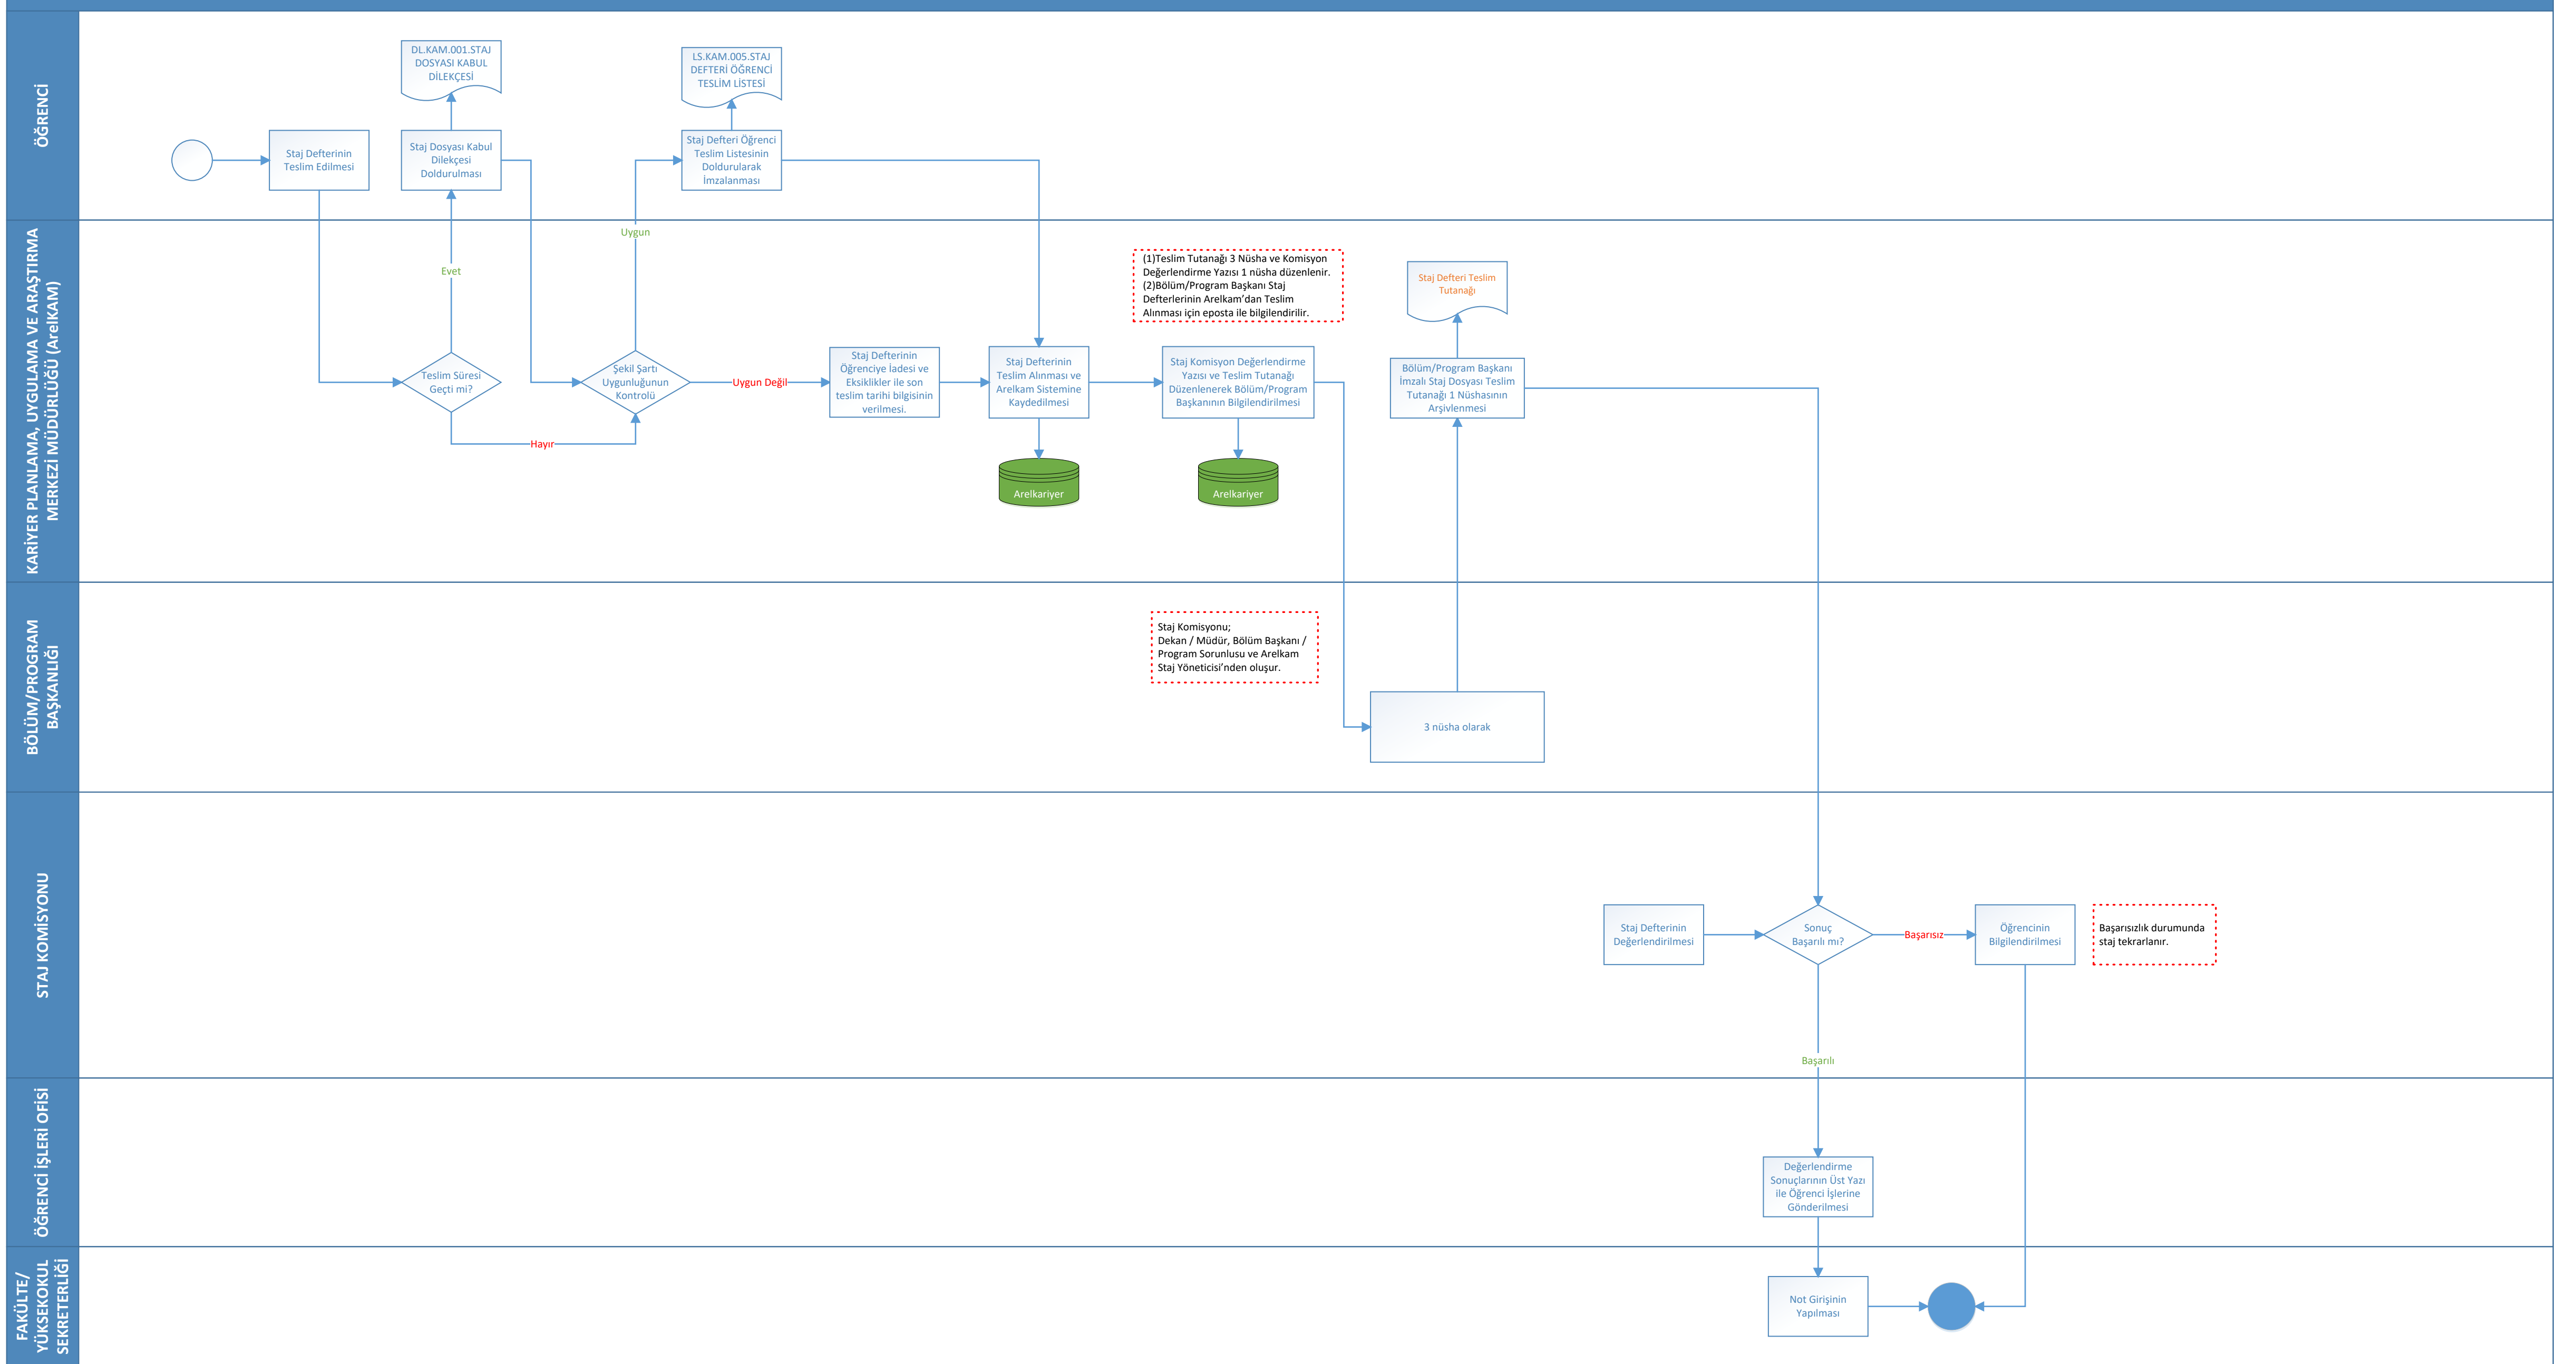 ÖĞRENCİ
DL.KAM.001.STAJ
DOSYASI KABUL
DİLEKÇESİ
LS.KAM.005.STAJ
DEFTERİ ÖĞRENCİ
TESLİM LİSTESİ
Staj Defterinin
Teslim Edilmesi
Staj Dosyası Kabul
Dilekçesi
Doldurulması
Staj Defteri Öğrenci
Teslim Listesinin
Doldurularak
İmzalanması
KARİYER PLANLAMA, UYGULAMA VE ARAŞTIRMA
MERKEZİ MÜDÜRLÜĞÜ (ArelKAM)
Evet
Uygun
Teslim Süresi
Geçti mi?
Hayır
Şekil Şartı
Uygunluğunun
Kontrolü
Uygun Değil
Staj Defterinin
Öğrenciye İadesi ve
Eksiklikler ile son
teslim tarihi bilgisinin
verilmesi.
Staj Defterinin
Teslim Alınması ve
Arelkam Sistemine
Kaydedilmesi
Arelkariyer
(1)Teslim Tutanağı 3 Nüsha ve Komisyon
Değerlendirme Yazısı 1 nüsha düzenlenir.
(2)Bölüm/Program Başkanı Staj
Defterlerinin Arelkam’dan Teslim
Alınması için eposta ile bilgilendirilir.
Staj Komisyon Değerlendirme
Yazısı ve Teslim Tutanağı
Düzenlenerek Bölüm/Program
Başkanının Bilgilendirilmesi
Arelkariyer
Staj Defteri Teslim
Tutanağı
Bölüm/Program Başkanı
İmzalı Staj Dosyası Teslim
Tutanağı 1 Nüshasının
Arşivlenmesi
BÖLÜM/PROGRAM
BAŞKANLIĞI
Staj Komisyonu;
Dekan / Müdür, Bölüm Başkanı /
Program Sorunlusu ve Arelkam
Staj Yöneticisi’nden oluşur.
3 nüsha olarak
STAJ KOMİSYONU
Staj Defterinin
Değerlendirilmesi
Sonuç
Başarılı mı?
Başarısız
Öğrencinin
Bilgilendirilmesi
Başarısızlık durumunda
staj tekrarlanır.
Başarılı
ÖĞRENCİ İŞLERİ OFİSİ
Değerlendirme
Sonuçlarının Üst Yazı
ile Öğrenci İşlerine
Gönderilmesi
FAKÜLTE/
YÜKSEKOKUL
SEKRETERLİĞİ
Not Girişinin
Yapılması